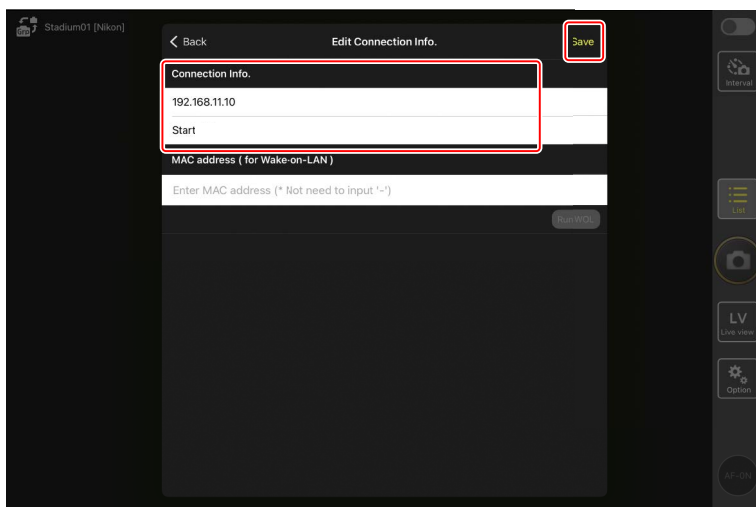 Gru
Stadium01 [Nikon]
Back
Edit Connection Info.
Save
Connection Info.
192.168.11.10
Start
MAC address ( for Wake-on-LAN )
Enter MAC address (* Not need to input '-')
Run WOL
Interval
List
LV
Live view
Option
AF-ON